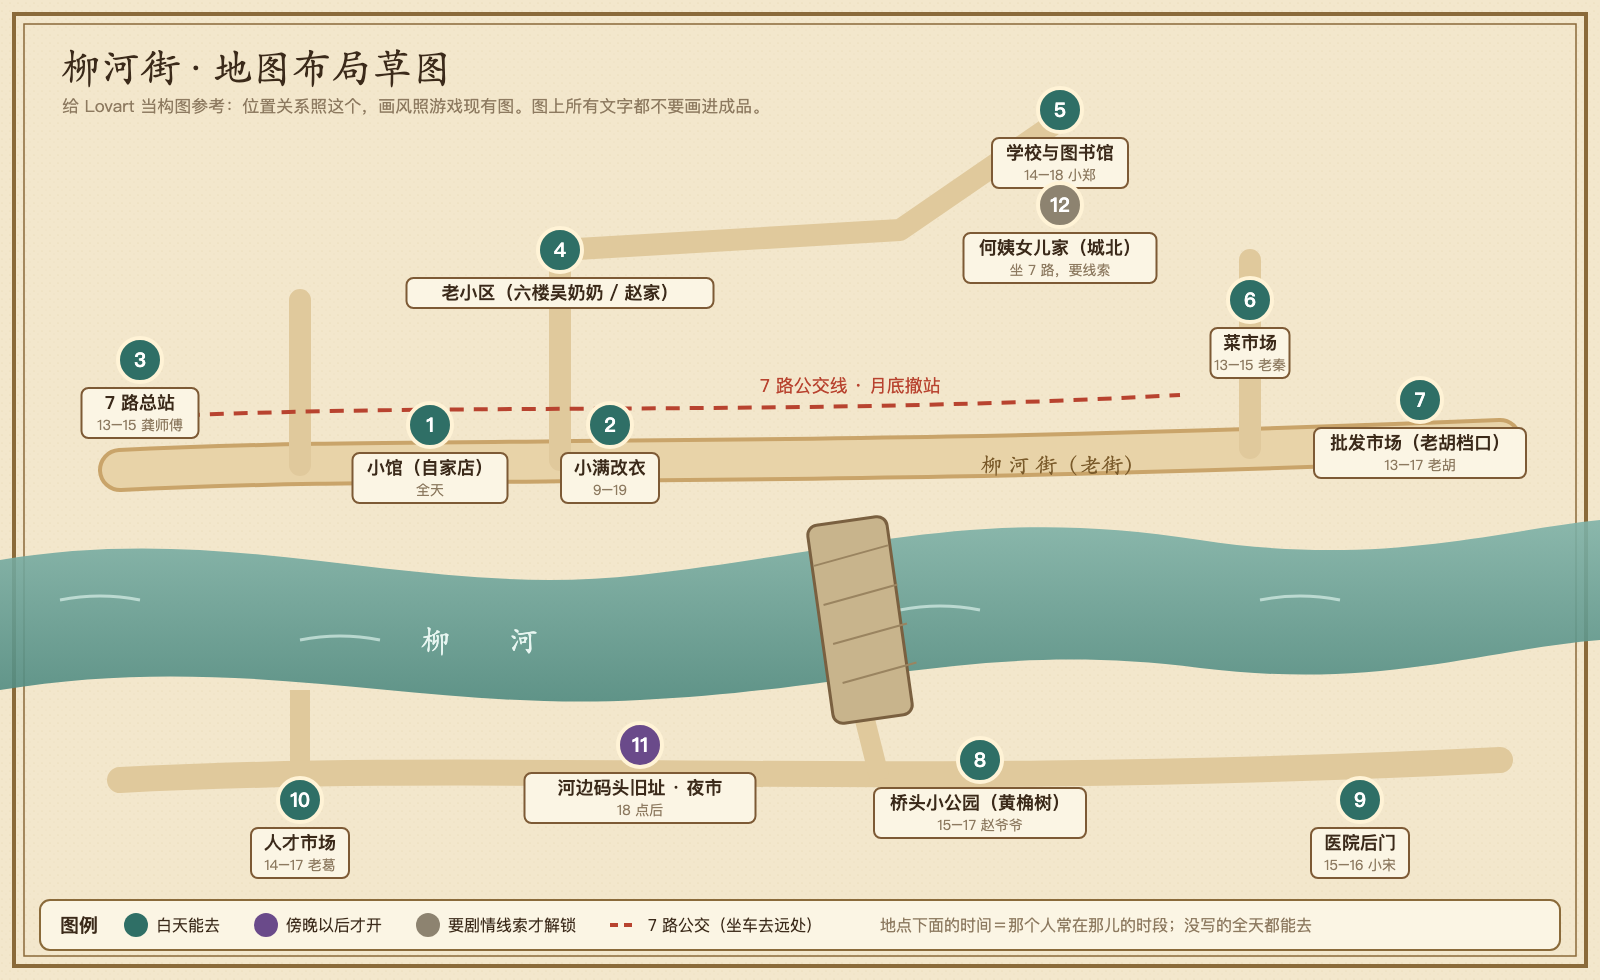 柳河街 · 地图布局草图
给 Lovart 当构图参考：位置关系照这个，画风照游戏现有图。图上所有文字都不要画进成品。
5
学校与图书馆
14—18 小郑
12
何姨女儿家（城北）
坐 7 路，要线索
4
老小区（六楼吴奶奶 / 赵家）
6
菜市场
13—15 老秦
3
7 路总站
13—15 龚师傅
7 路公交线 · 月底撤站
7
批发市场（老胡档口）
13—17 老胡
1
小馆（自家店）
全天
2
小满改衣
9—19
柳河街（老街）
柳 河
11
河边码头旧址 · 夜市
18 点后
8
桥头小公园（黄桷树）
15—17 赵爷爷
10
人才市场
14—17 老葛
9
医院后门
15—16 小宋
图例
白天能去
傍晚以后才开
要剧情线索才解锁
7 路公交（坐车去远处）
地点下面的时间＝那个人常在那儿的时段；没写的全天都能去